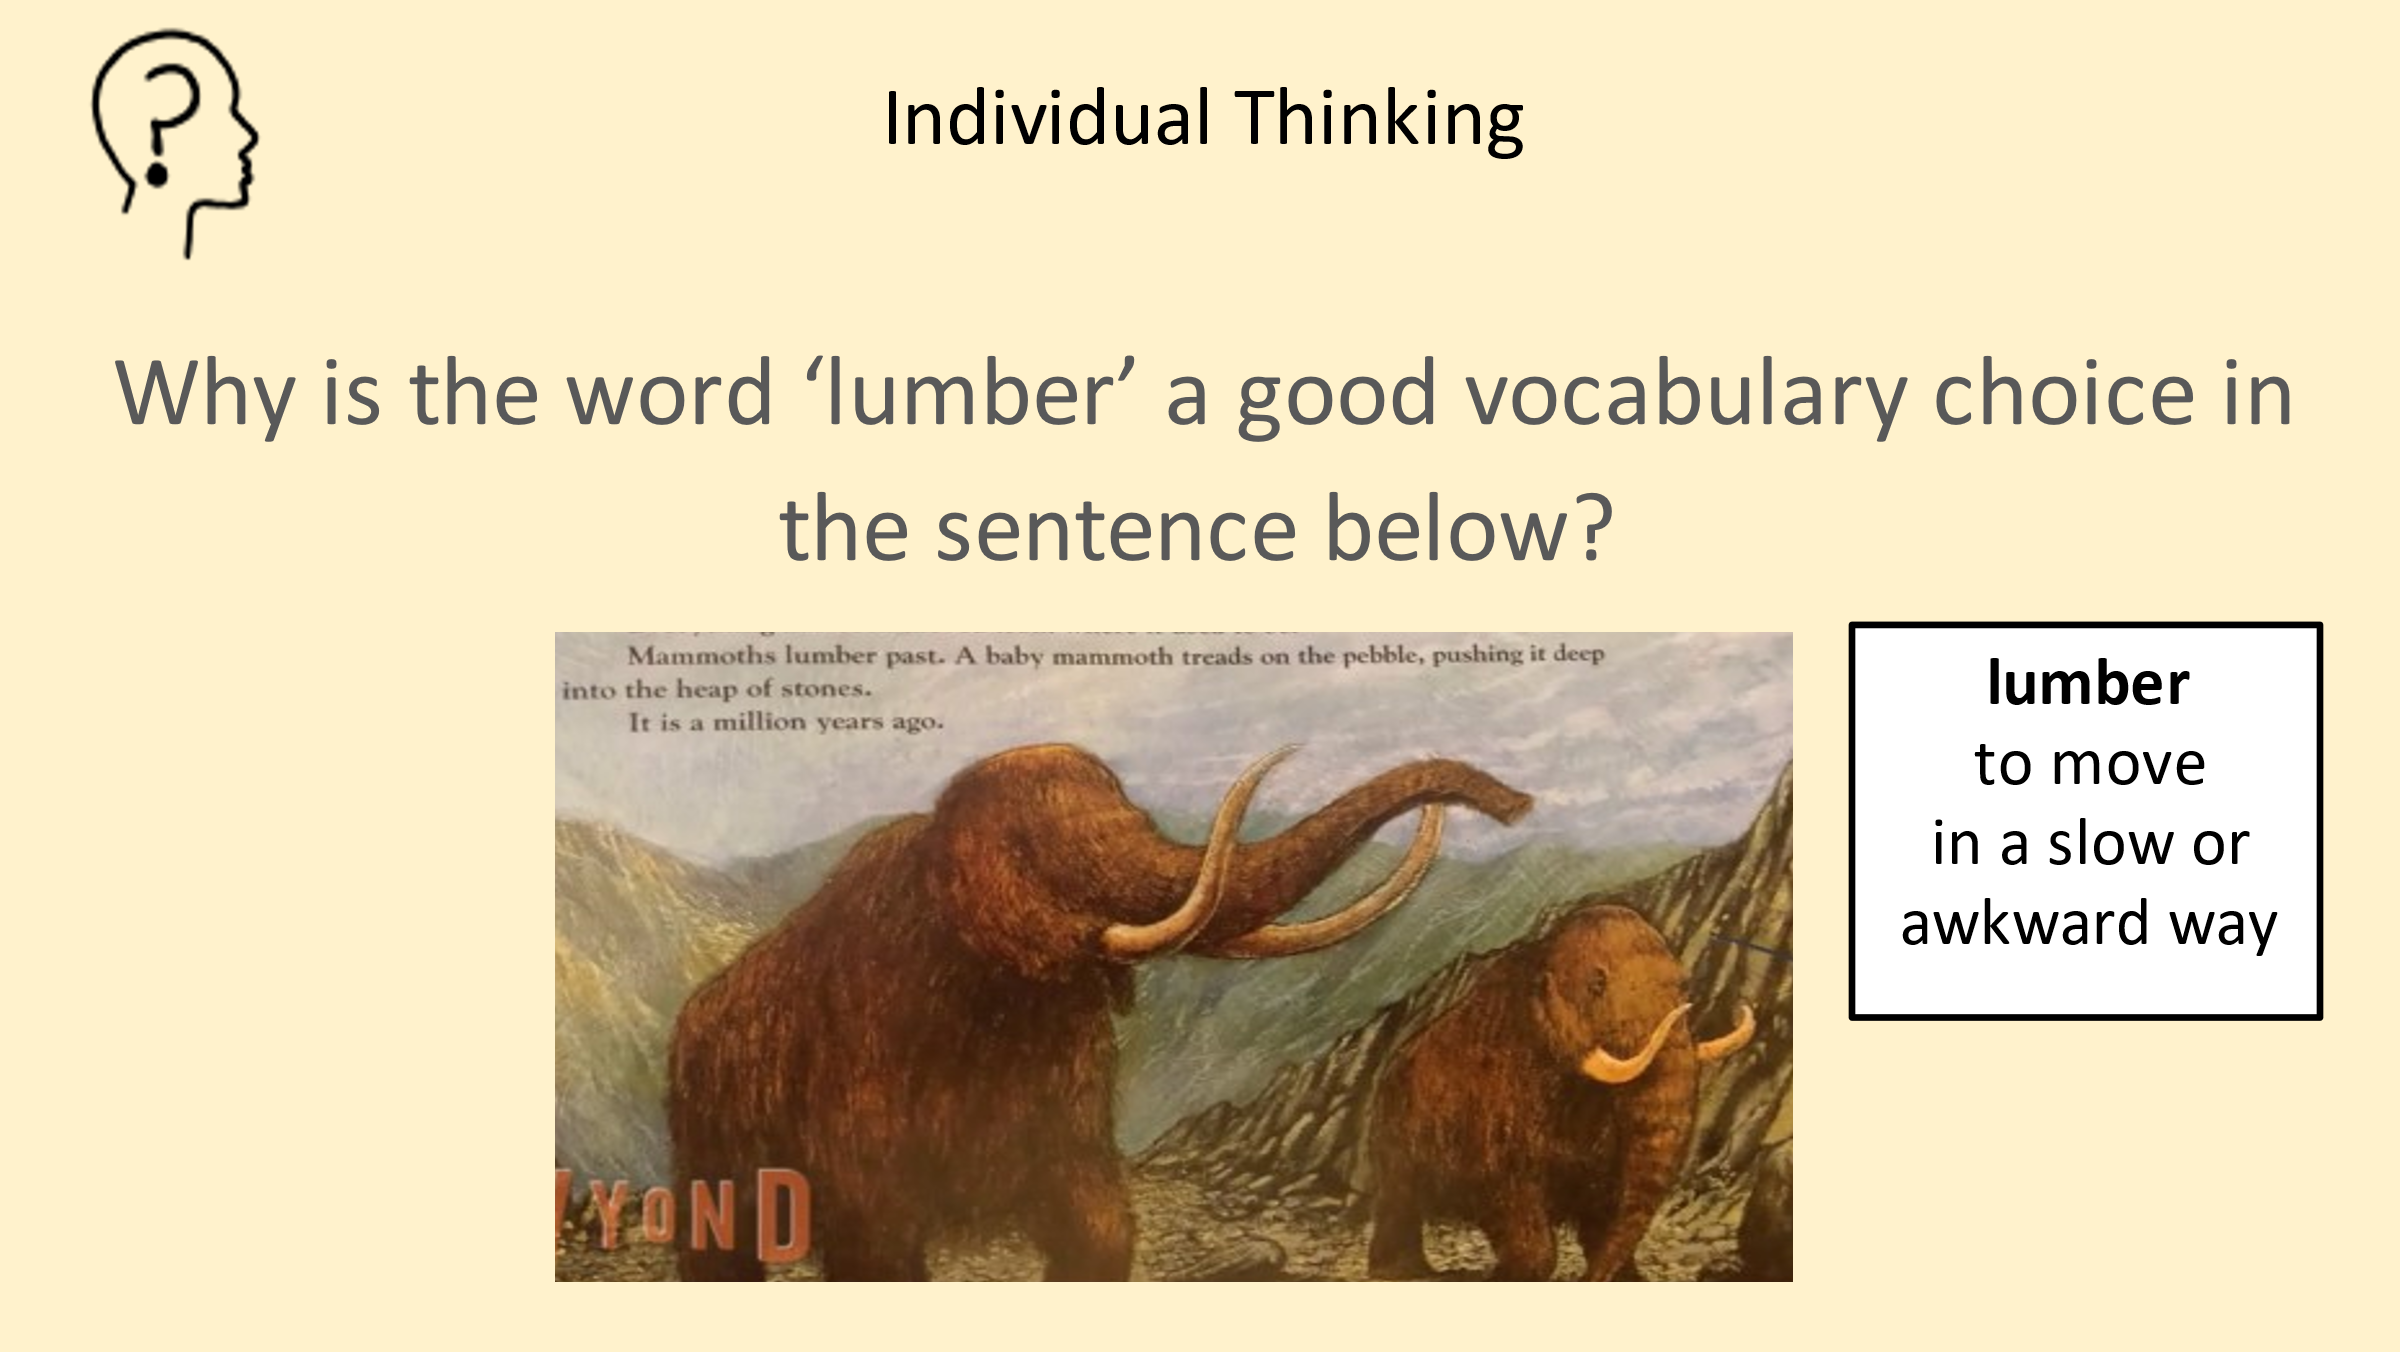 Individual Thinking
Why is the word ‘lumber’ a good vocabulary choice in
the sentence below?
Mammoths lumber past. A baby mammoth treads on the pebble, pushing it deep
into the heap of stones.
It is a million years ago.
YOND
lumber
to move
in a slow or
awkward way